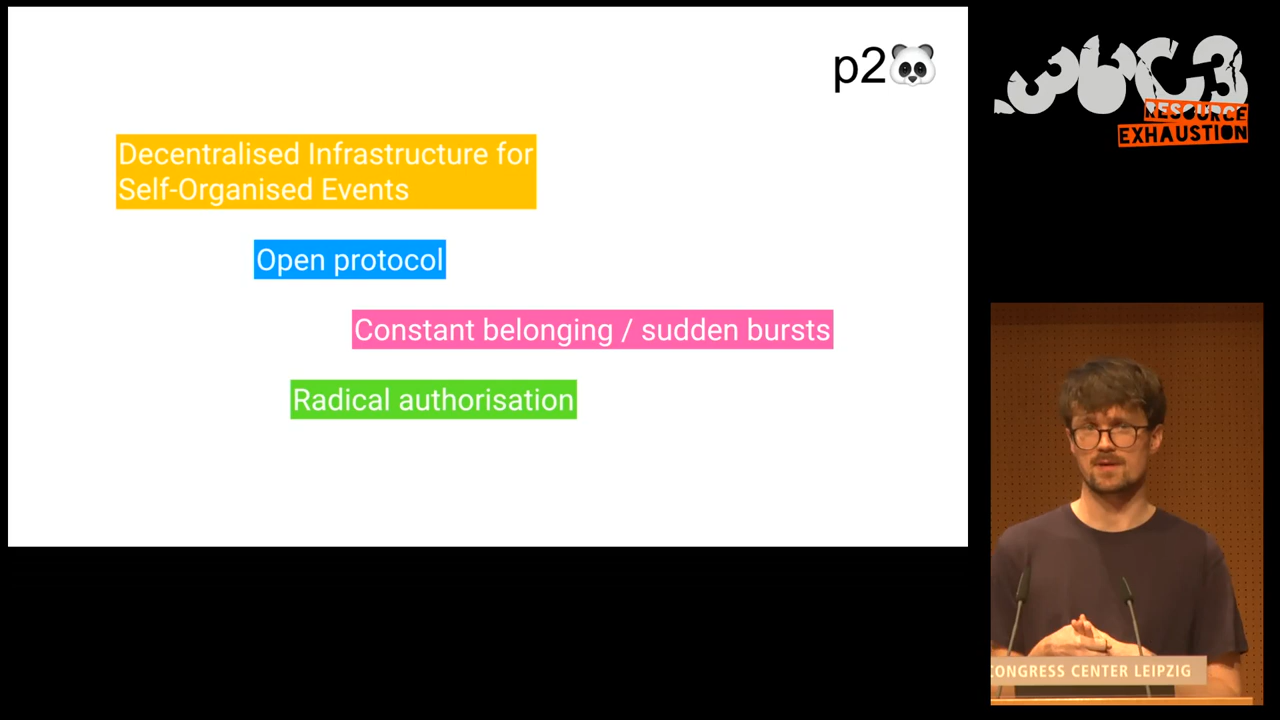 p2🐼
Decentralised Infrastructure for
Self-Organised Events
Open protocol
Constant belonging / sudden bursts
Radical authorisation
36C3
RESOURCE
EXHAUSTION
CONGRESS CENTER LEIPZIG